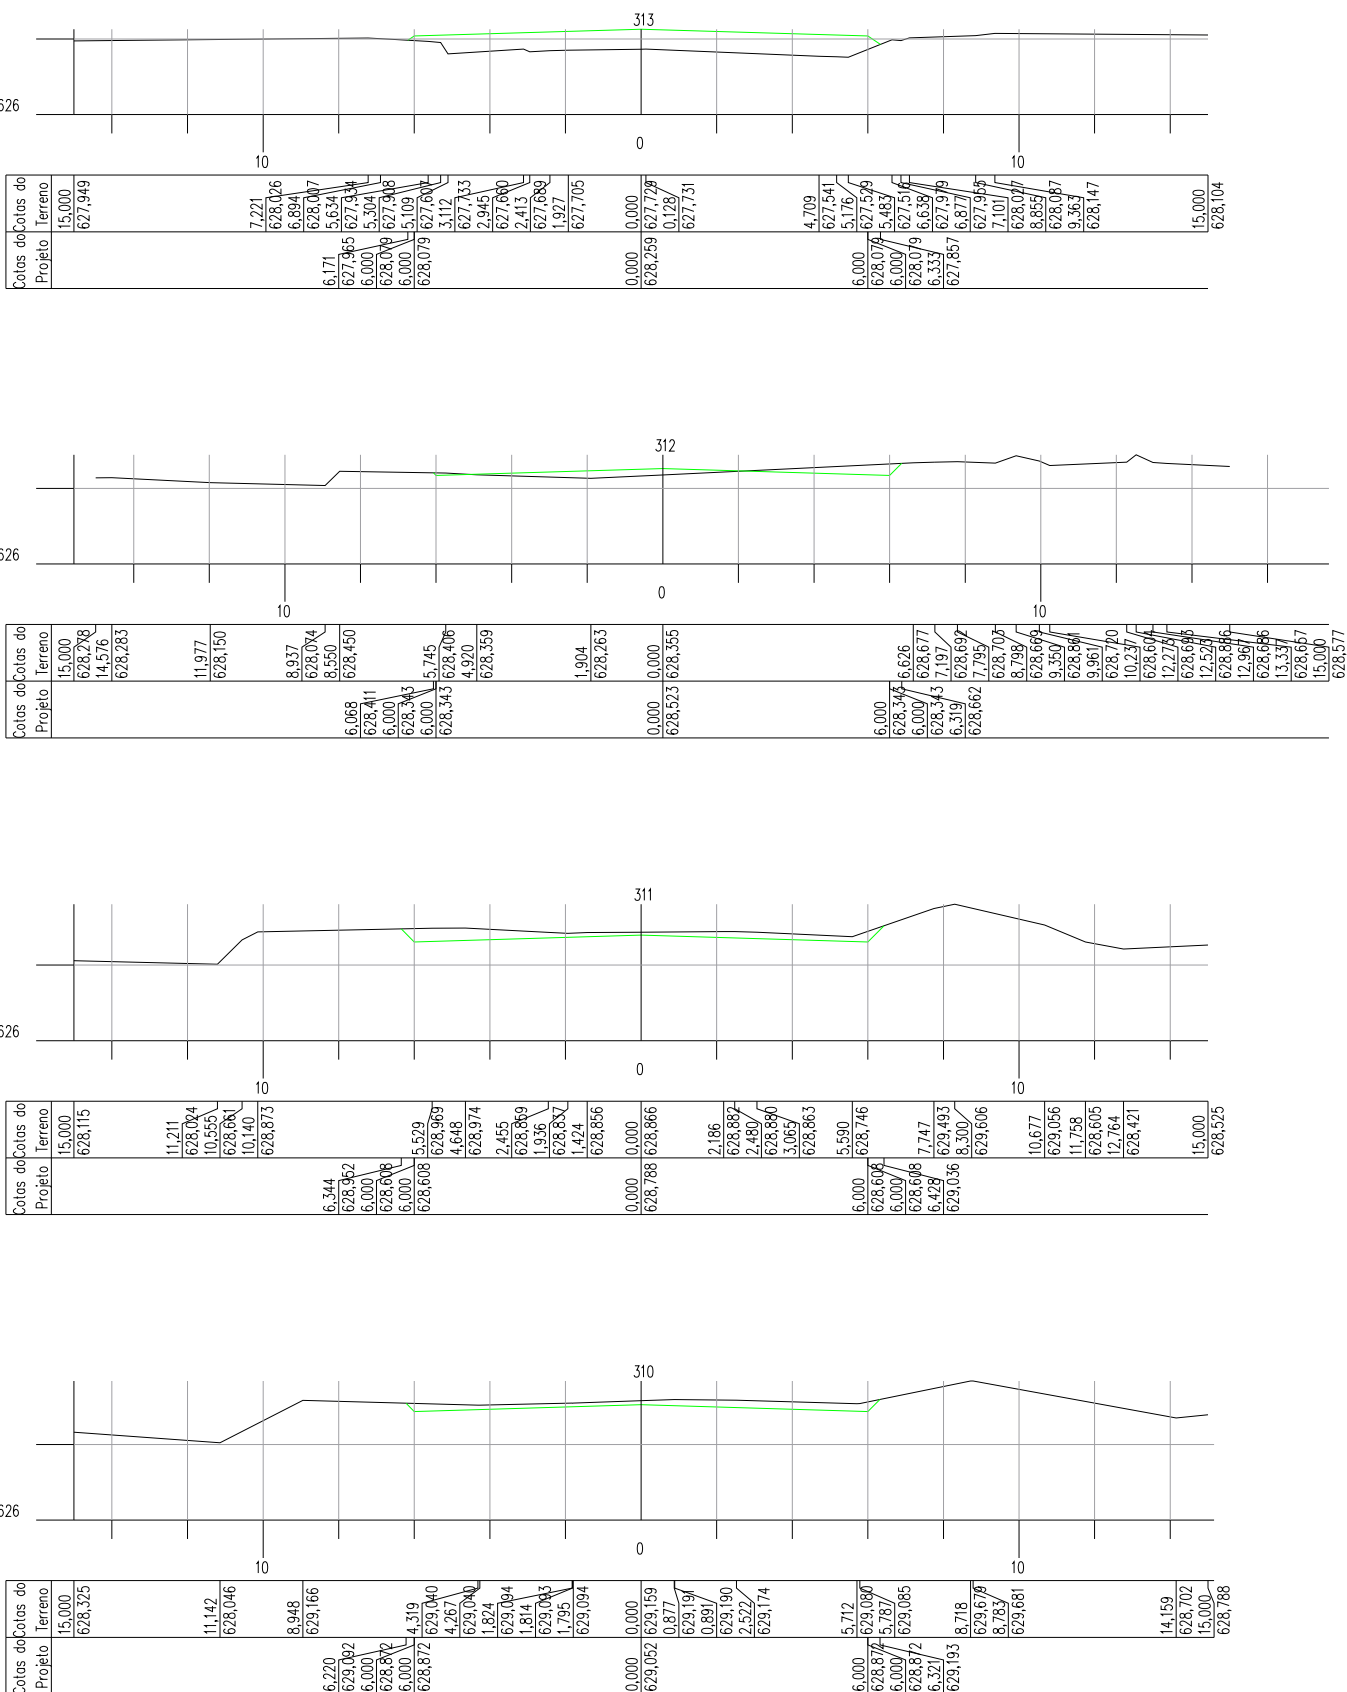 313
626
10
0
10
Cotas do Terreno
15,000 627,949 7,221 628,026 6,894 628,007 5,634 627,934 5,304 627,908 5,109 627,607 3,112 627,733 2,945 627,660 2,413 627,689 1,927 627,705 0,000 627,729 0,128 627,731 4,709 627,541 5,176 627,529 5,483 627,516 6,638 627,979 6,877 627,955 7,101 628,027 8,855 628,087 9,363 628,147 15,000 628,104
Cotas do Projeto
6,171 627,965 6,000 628,079 6,000 628,079 0,000 628,259 6,000 628,079 6,000 628,079 6,333 627,857
312
626
10
0
10
Cotas do Terreno
15,000 628,278 14,576 628,283 11,977 628,150 8,937 628,074 8,550 628,450 5,745 628,406 4,920 628,359 1,904 628,263 0,000 628,355 6,626 628,677 7,197 628,692 7,795 628,703 8,798 628,669 9,350 628,861 9,961 628,720 10,237 628,604 12,273 628,693 12,523 628,886 12,967 628,686 13,337 628,657 15,000 628,577
Cotas do Projeto
6,068 628,411 6,000 628,343 6,000 628,343 0,000 628,523 6,000 628,343 6,000 628,343 6,319 628,662
311
626
10
0
10
Cotas do Terreno
15,000 628,115 11,211 628,024 10,555 628,661 10,140 628,873 5,529 628,969 4,648 628,974 2,455 628,869 1,936 628,837 1,424 628,856 0,000 628,866 2,186 628,882 2,480 628,880 3,065 628,863 5,590 628,746 7,747 629,493 8,300 629,606 10,677 629,056 11,758 628,605 12,764 628,421 15,000 628,525
Cotas do Projeto
6,344 628,952 6,000 628,608 6,000 628,608 0,000 628,788 6,000 628,608 6,000 628,608 6,428 629,036
310
626
10
0
10
Cotas do Terreno
15,000 628,325 11,142 628,046 8,948 629,166 4,319 629,040 4,267 629,040 1,824 629,094 1,814 629,093 1,795 629,094 0,000 629,159 0,877 629,191 0,891 629,190 2,522 629,174 5,712 629,080 5,787 629,085 8,718 629,679 8,783 629,681 14,159 628,702 15,000 628,788
Cotas do Projeto
6,220 629,092 6,000 628,872 6,000 628,872 0,000 629,052 6,000 628,872 6,000 628,872 6,321 629,193